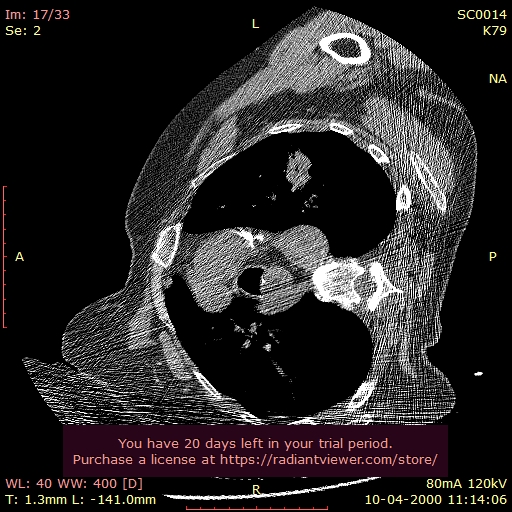 Im: 17/33
Se: 2
L
SC0014
K79
NA
A
P
You have 20 days left in your trial period.
Purchase a license at https://radiantviewer.com/store/
WL: 40 WW: 400 [D]
T: 1.3mm L: -141.0mm
R
80mA 120kV
10-04-2000 11:14:06